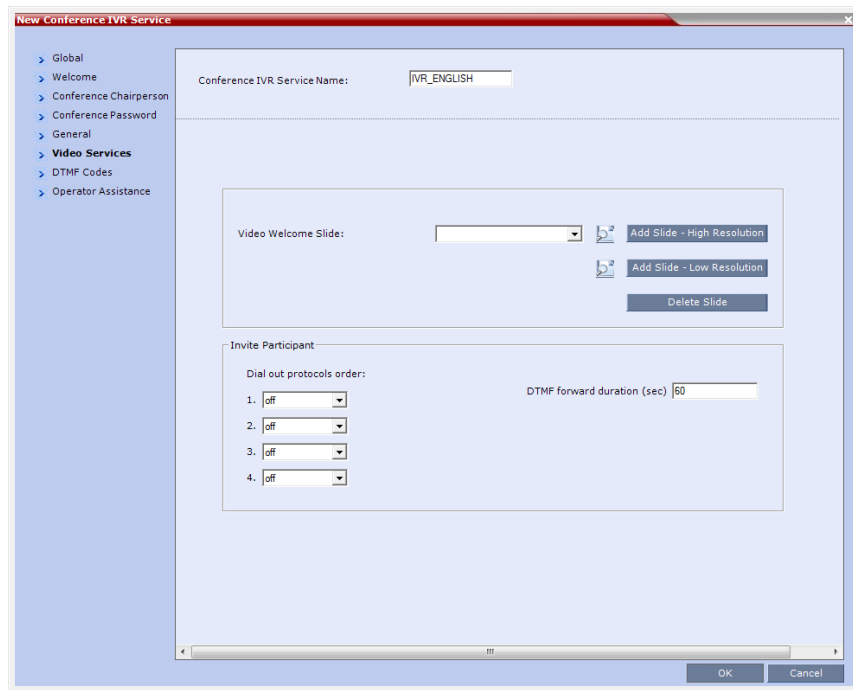 New Conference IVR Service
Global
Welcome
Conference Chairperson
Conference Password
General
Video Services
DTMF Codes
Operator Assistance
Conference IVR Service Name: IVR_ENGLISH
Video Welcome Slide: Add Slide - High Resolution
Add Slide - Low Resolution
Delete Slide
Invite Participant
Dial out protocols order:
DTMF forward duration (sec) 60
1. off
2. off
3. off
4. off
OK Cancel